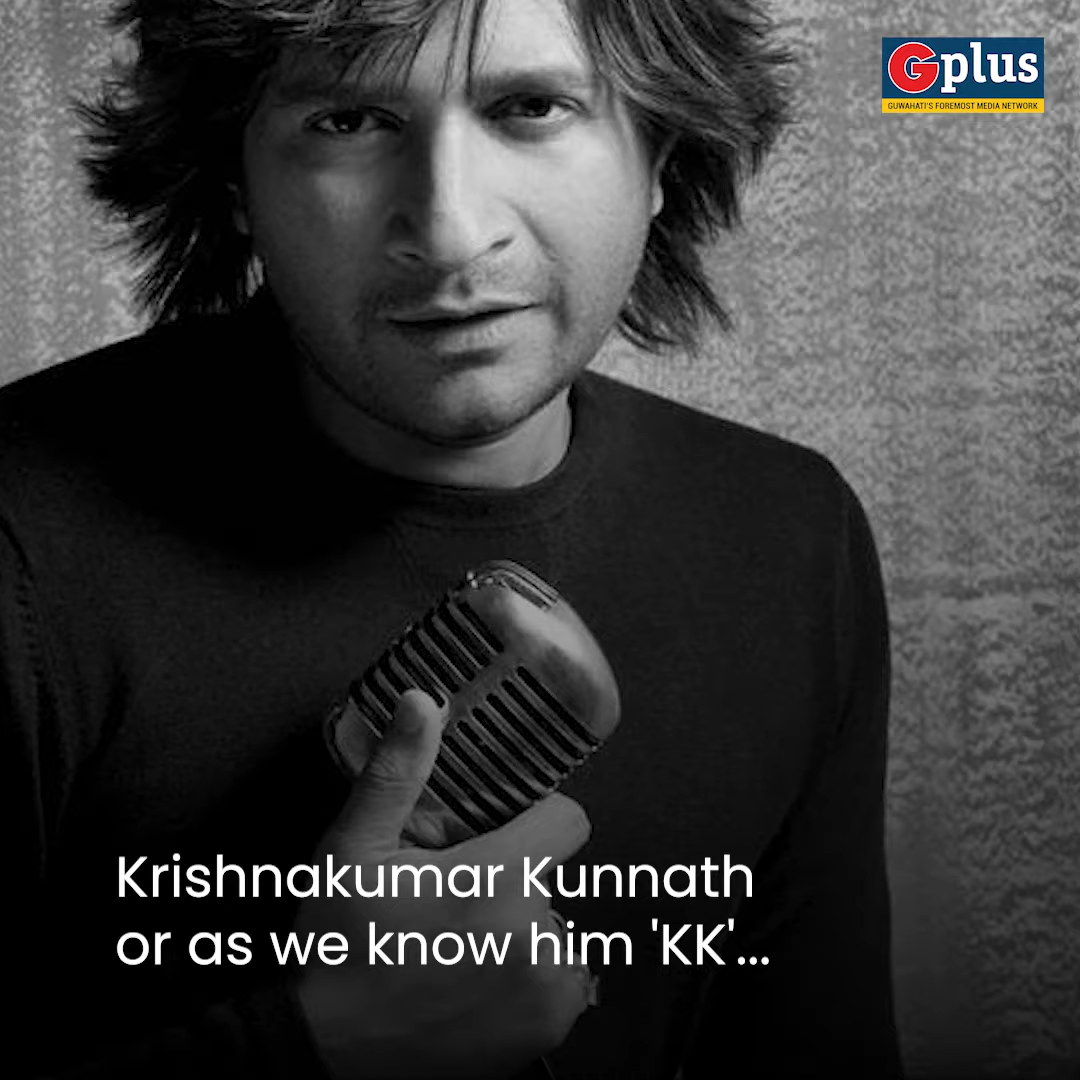 Gplus
GUWAHATI'S FOREMOST MEDIA NETWORK
Krishnakumar Kunnath
or as we know him 'KK'...